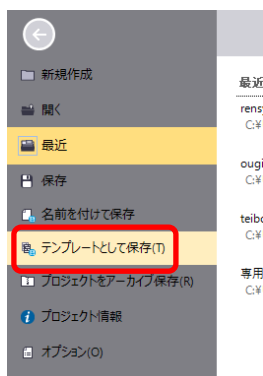 新規作成
開く
最近
保存
名前を付けて保存
テンプレートとして保存(T)
プロジェクトをアーカイブ保存(R)
プロジェクト情報
オプション(O)
最近
rens
C:¥
ougi
C:¥
teibo
C:¥
専用
C:¥